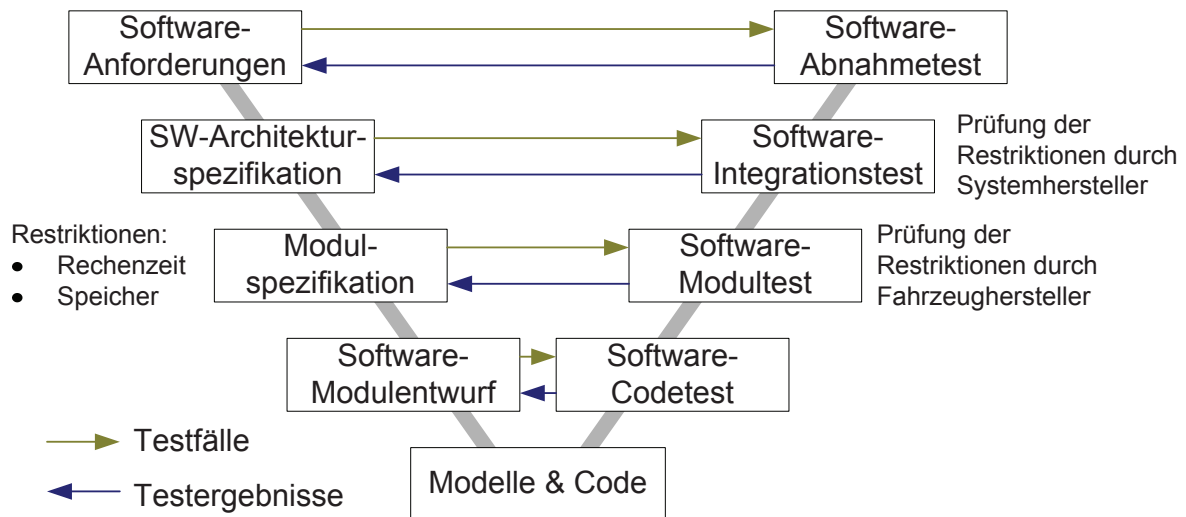 Software-
Anforderungen
Software-
Abnahmetest
SW-Architektur-
spezifikation
Software-
Integrationstest
Prüfung der
Restriktionen durch
Systemhersteller
Restriktionen:
• Rechenzeit
• Speicher
Modul-
spezifikation
Software-
Modultest
Prüfung der
Restriktionen durch
Fahrzeughersteller
Software-
Modulentwurf
Software-
Codetest
Testfälle
Testergebnisse
Modelle & Code